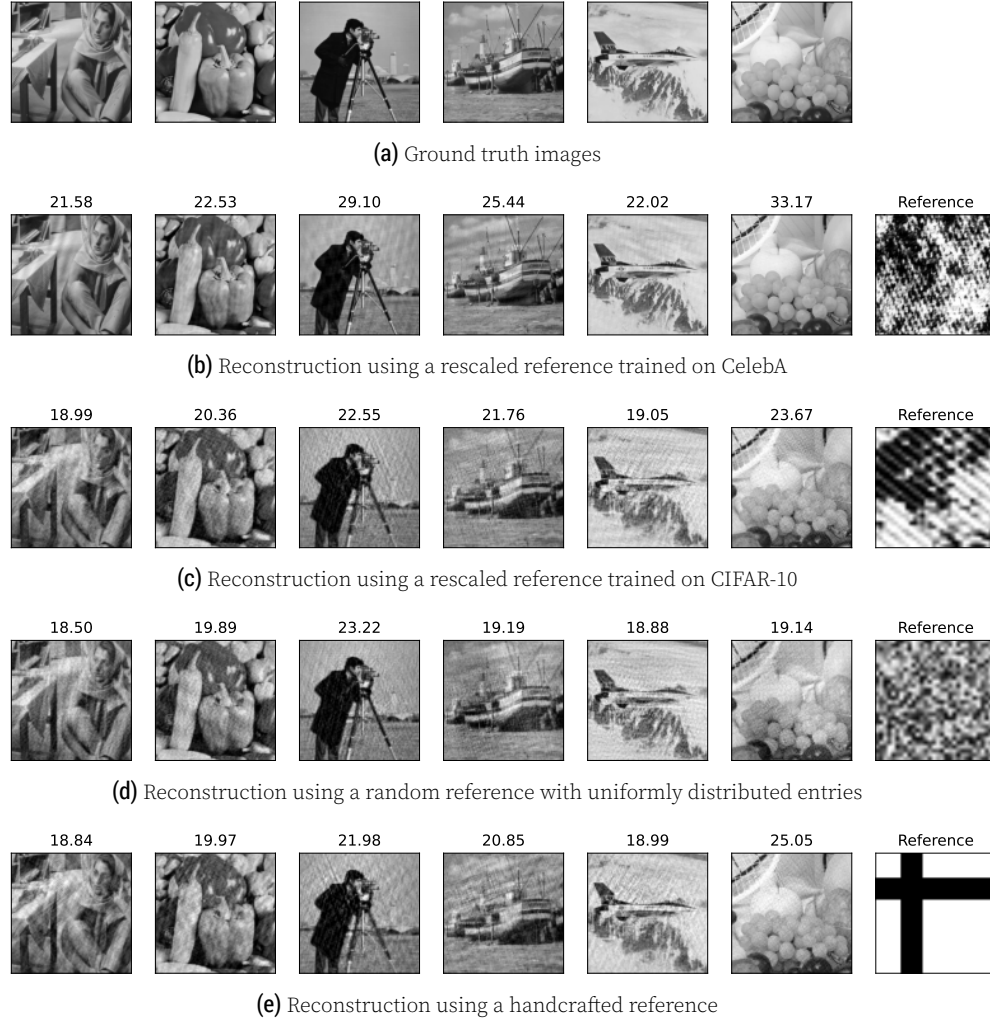 (a) Ground truth images
21.58 22.53 29.10 25.44 22.02 33.17 Reference
(b) Reconstruction using a rescaled reference trained on CelebA
18.99 20.36 22.55 21.76 19.05 23.67 Reference
(c) Reconstruction using a rescaled reference trained on CIFAR-10
18.50 19.89 23.22 19.19 18.88 19.14 Reference
(d) Reconstruction using a random reference with uniformly distributed entries
18.84 19.97 21.98 20.85 18.99 25.05 Reference
(e) Reconstruction using a handcrafted reference